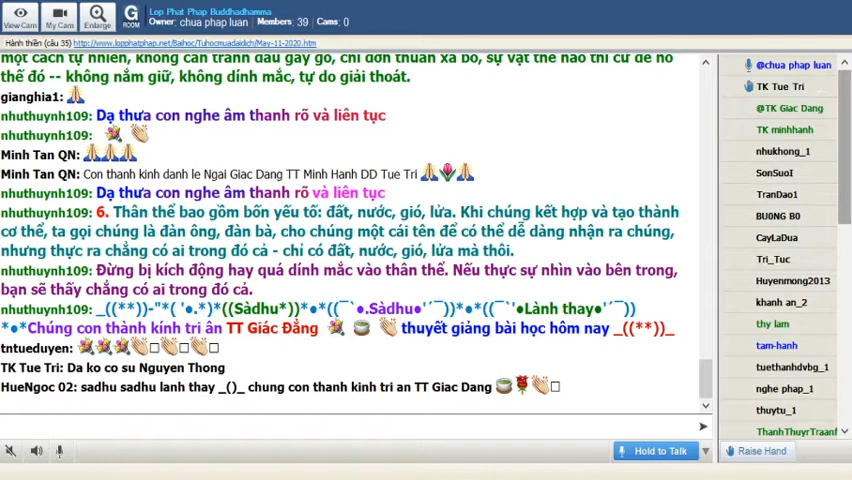 View Cam
My Cam
Enlarge
G
ROOM
Lop Phat Phap Buddhadhamma
Owner: chua phap luan Members: 39 Cams: 0
Hành thiền (câu 35) http://www.lopphatphap.net/Baihoc/Tuhocmuadaidich/May-11-2020.htm
một cách tự nhiên, không cần tranh đấu gay go, chỉ đơn thuần xả bỏ, sự vật thế nào thì cứ để nó
thế đó -- không nắm giữ, không dính mắc, tự do giải thoát.
gianghia1:
nhuthuynh109: Dạ thưa con nghe âm thanh rõ và liên tục
nhuthuynh109:
Minh Tan QN:
Minh Tan QN: Con thanh kinh danh le Ngai Giac Dang TT Minh Hanh DD Tue Tri
nhuthuynh109: Dạ thưa con nghe âm thanh rõ và liên tục
nhuthuynh109: 6. Thân thể bao gồm bốn yếu tố: đất, nước, gió, lửa. Khi chúng kết hợp và tạo thành
cơ thể, ta gọi chúng là đàn ông, đàn bà, cho chúng một cái tên để có thể dễ dàng nhận ra chúng,
nhưng thực ra chẳng có ai trong đó cả - chỉ có đất, nước, gió, lửa mà thôi.
nhuthuynh109: Đừng bị kích động hay quá dính mắc vào thân thể. Nếu thực sự nhìn vào bên trong,
bạn sẽ thấy chẳng có ai trong đó cả.
nhuthuynh109: _((**))-"*( '•.*)*((Sàdhu*))*•*((¯`•.Sàdhu•'´¯))*•*((¯`'•Lành thay•'´¯))
*•*Chúng con thành kính tri ân TT Giác Đẳng thuyết giảng bài học hôm nay _((**))_
tntueduyen:
TK Tue Tri: Da ko co su Nguyen Thong
HueNgoc 02: sadhu sadhu lanh thay _()_ chung con thanh kinh tri an TT Giac Dang
@chua phap luan
TK Tue Tri
@TK Giac Dang
TK minhhanh
nhukhong_1
SonSuoI
TranDao1
BU0NG B0
CayLaDua
Tri_Tuc
Huyenmong2013
khanh an_2
thy lam
tam-hanh
tuethanhdvbg_1
nghe phap_1
thuytu_1
ThanhThuyrTraanf
Hold to Talk
Raise Hand